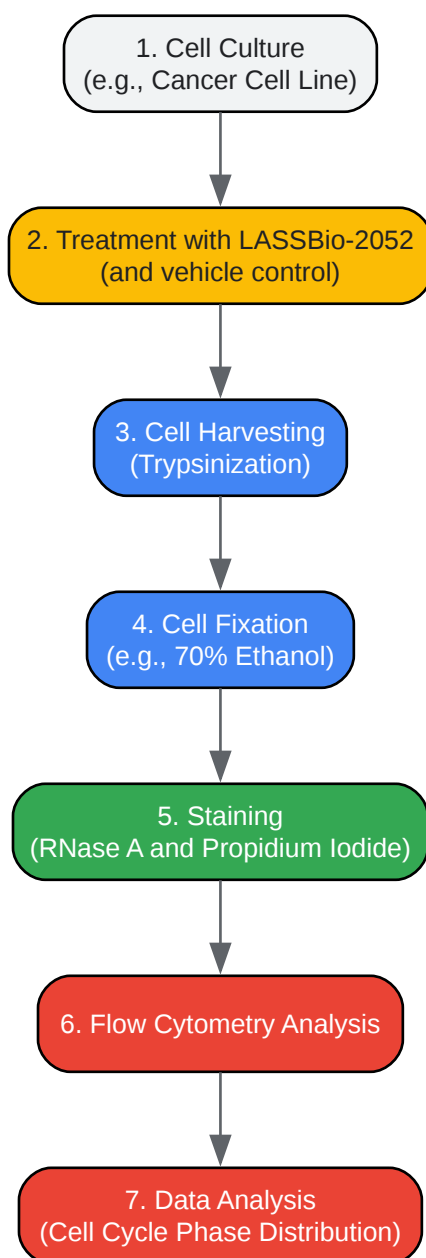 1. Cell Culture
(e.g., Cancer Cell Line)
2. Treatment with LASSBio-2052
(and vehicle control)
3. Cell Harvesting
(Trypsinization)
4. Cell Fixation
(e.g., 70% Ethanol)
5. Staining
(RNase A and Propidium Iodide)
6. Flow Cytometry Analysis
7. Data Analysis
(Cell Cycle Phase Distribution)